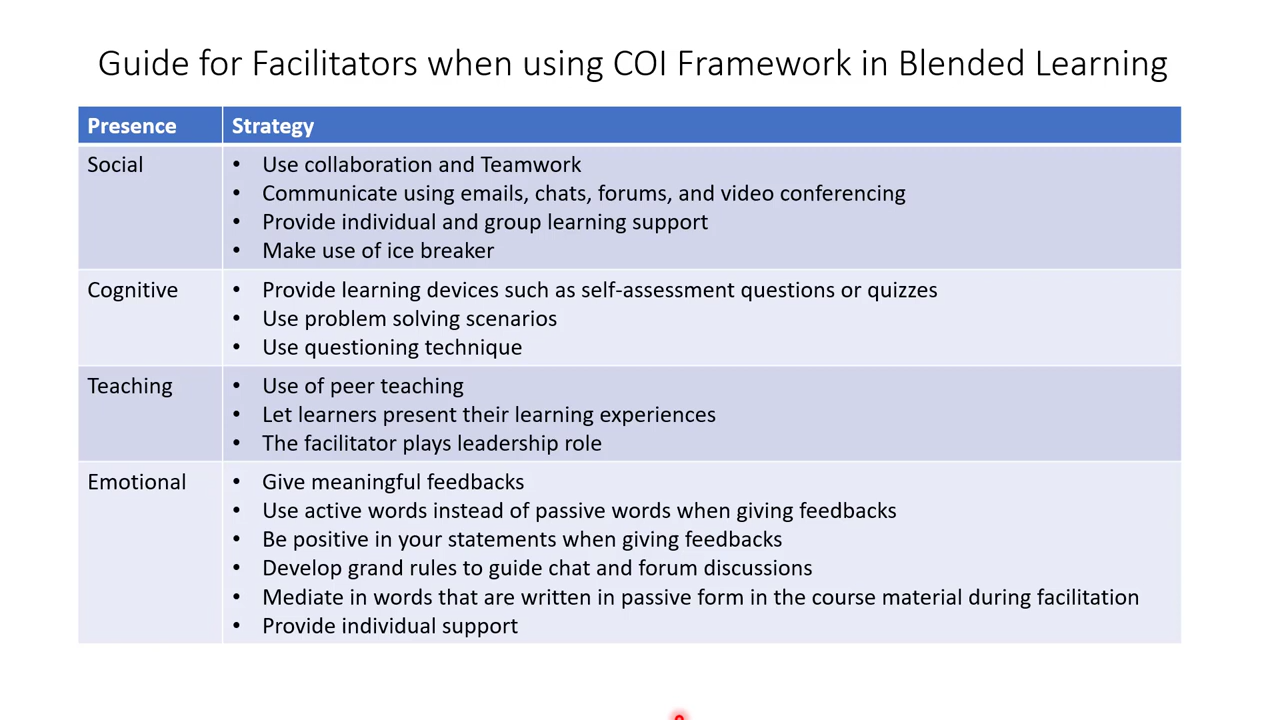 Guide for Facilitators when using COI Framework in Blended Learning
Presence Strategy
Social
• Use collaboration and Teamwork
• Communicate using emails, chats, forums, and video conferencing
• Provide individual and group learning support
• Make use of ice breaker
Cognitive
• Provide learning devices such as self-assessment questions or quizzes
• Use problem solving scenarios
• Use questioning technique
Teaching
• Use of peer teaching
• Let learners present their learning experiences
• The facilitator plays leadership role
Emotional
• Give meaningful feedbacks
• Use active words instead of passive words when giving feedbacks
• Be positive in your statements when giving feedbacks
• Develop grand rules to guide chat and forum discussions
• Mediate in words that are written in passive form in the course material during facilitation
• Provide individual support